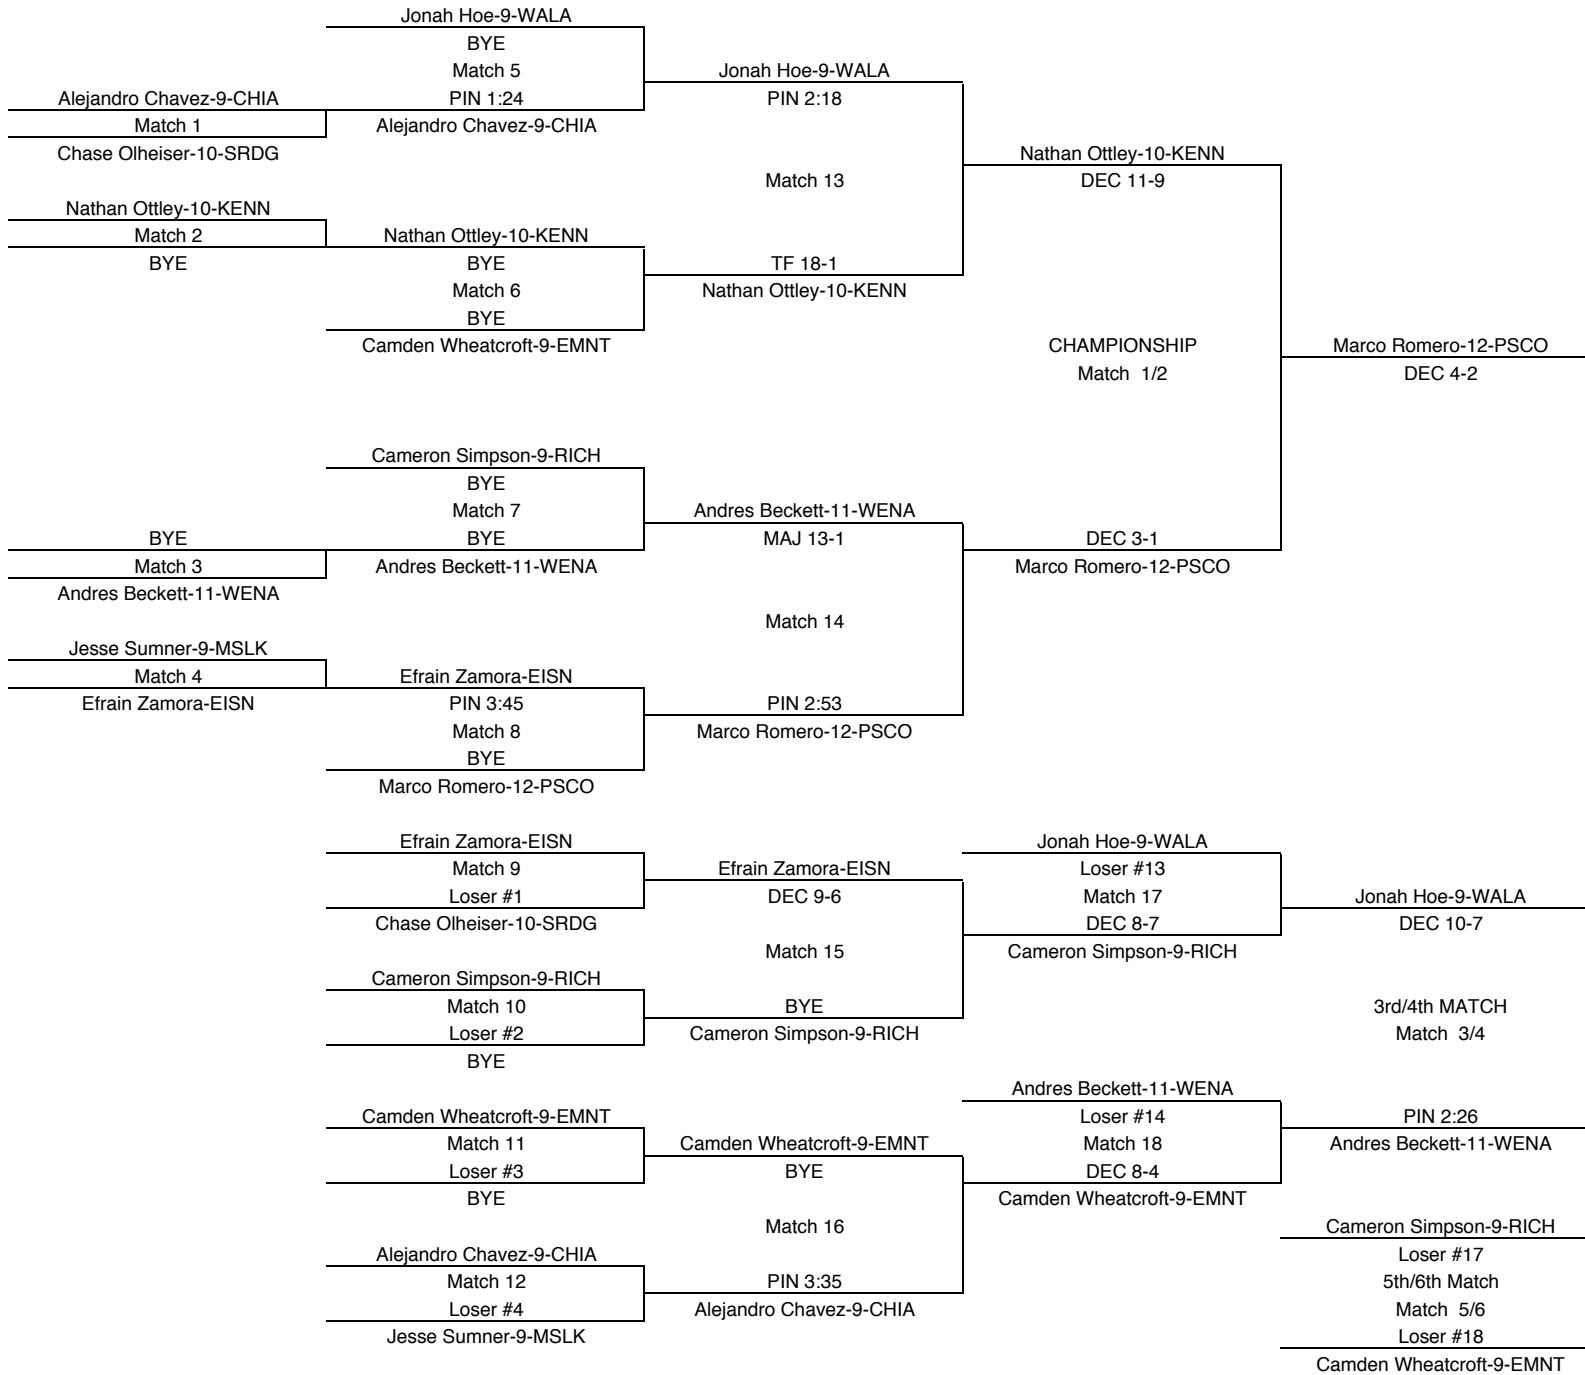 Jonah Hoe-9-WALA
BYE
Match 5
Jonah Hoe-9-WALA
Alejandro Chavez-9-CHIA
PIN 1:24
PIN 2:18
Match 1
Alejandro Chavez-9-CHIA
Chase Olheiser-10-SRDG
Nathan Ottley-10-KENN
Match 13
DEC 11-9
Nathan Ottley-10-KENN
Match 2
Nathan Ottley-10-KENN
BYE
BYE
TF 18-1
Match 6
Nathan Ottley-10-KENN
BYE
Camden Wheatcroft-9-EMNT
CHAMPIONSHIP
Marco Romero-12-PSCO
Match 1/2
DEC 4-2
Cameron Simpson-9-RICH
BYE
Match 7
Andres Beckett-11-WENA
BYE
BYE
MAJ 13-1
DEC 3-1
Match 3
Andres Beckett-11-WENA
Marco Romero-12-PSCO
Andres Beckett-11-WENA
Match 14
Jesse Sumner-9-MSLK
Match 4
Efrain Zamora-EISN
Efrain Zamora-EISN
PIN 3:45
PIN 2:53
Match 8
Marco Romero-12-PSCO
BYE
Marco Romero-12-PSCO
Efrain Zamora-EISN
Jonah Hoe-9-WALA
Match 9
Efrain Zamora-EISN
Loser #13
Loser #1
DEC 9-6
Match 17
Jonah Hoe-9-WALA
Chase Olheiser-10-SRDG
DEC 8-7
DEC 10-7
Match 15
Cameron Simpson-9-RICH
Cameron Simpson-9-RICH
Match 10
BYE
3rd/4th MATCH
Loser #2
Cameron Simpson-9-RICH
Match 3/4
BYE
Andres Beckett-11-WENA
Camden Wheatcroft-9-EMNT
Loser #14
PIN 2:26
Match 11
Camden Wheatcroft-9-EMNT
Match 18
Andres Beckett-11-WENA
Loser #3
BYE
DEC 8-4
BYE
Camden Wheatcroft-9-EMNT
Match 16
Cameron Simpson-9-RICH
Alejandro Chavez-9-CHIA
Loser #17
Match 12
PIN 3:35
5th/6th Match
Loser #4
Alejandro Chavez-9-CHIA
Match 5/6
Jesse Sumner-9-MSLK
Loser #18
Camden Wheatcroft-9-EMNT